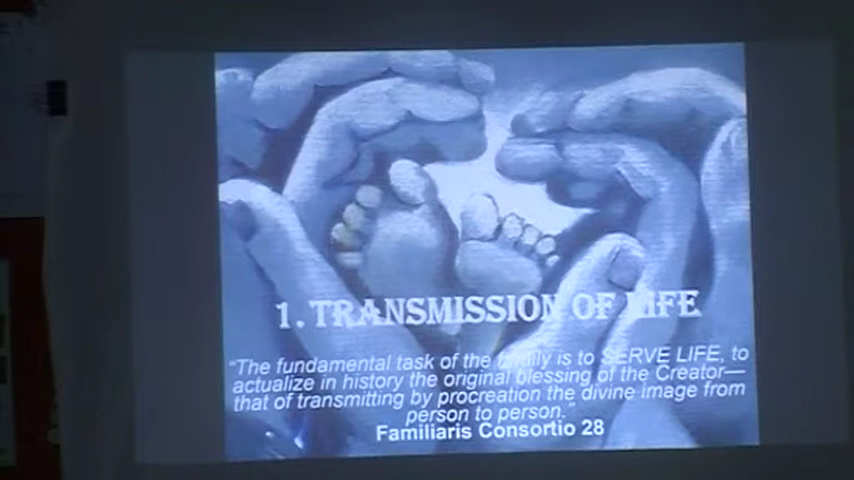 1. TRANSMISSION OF LIFE
"The fundamental task of the family is to SERVE LIFE, to
actualize in history the original blessing of the Creator—
that of transmitting by procreation the divine image from
person to person."
Familiaris Consortio 28